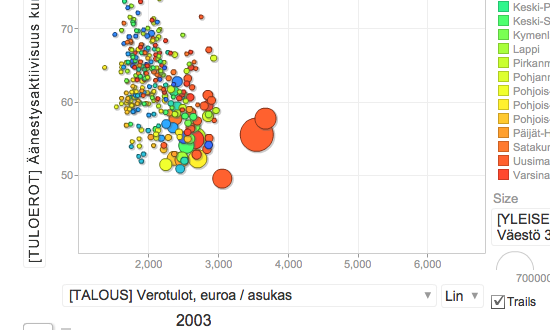 [TULOEROT] Äänestysaktiivisuus kun
70
60
50
2,000
3,000
4,000
5,000
6,000
[TALOUS] Verotulot, euroa / asukas
Lin
2003
Keski-P
Keski-S
Kymenl
Lappi
Pirkanm
Pohjanm
Pohjois-
Pohjois-
Pohjois-
Päijät-H
Satakun
Uusima
Varsina
Size
[YLEISE
Väestö 3
700000
Trails